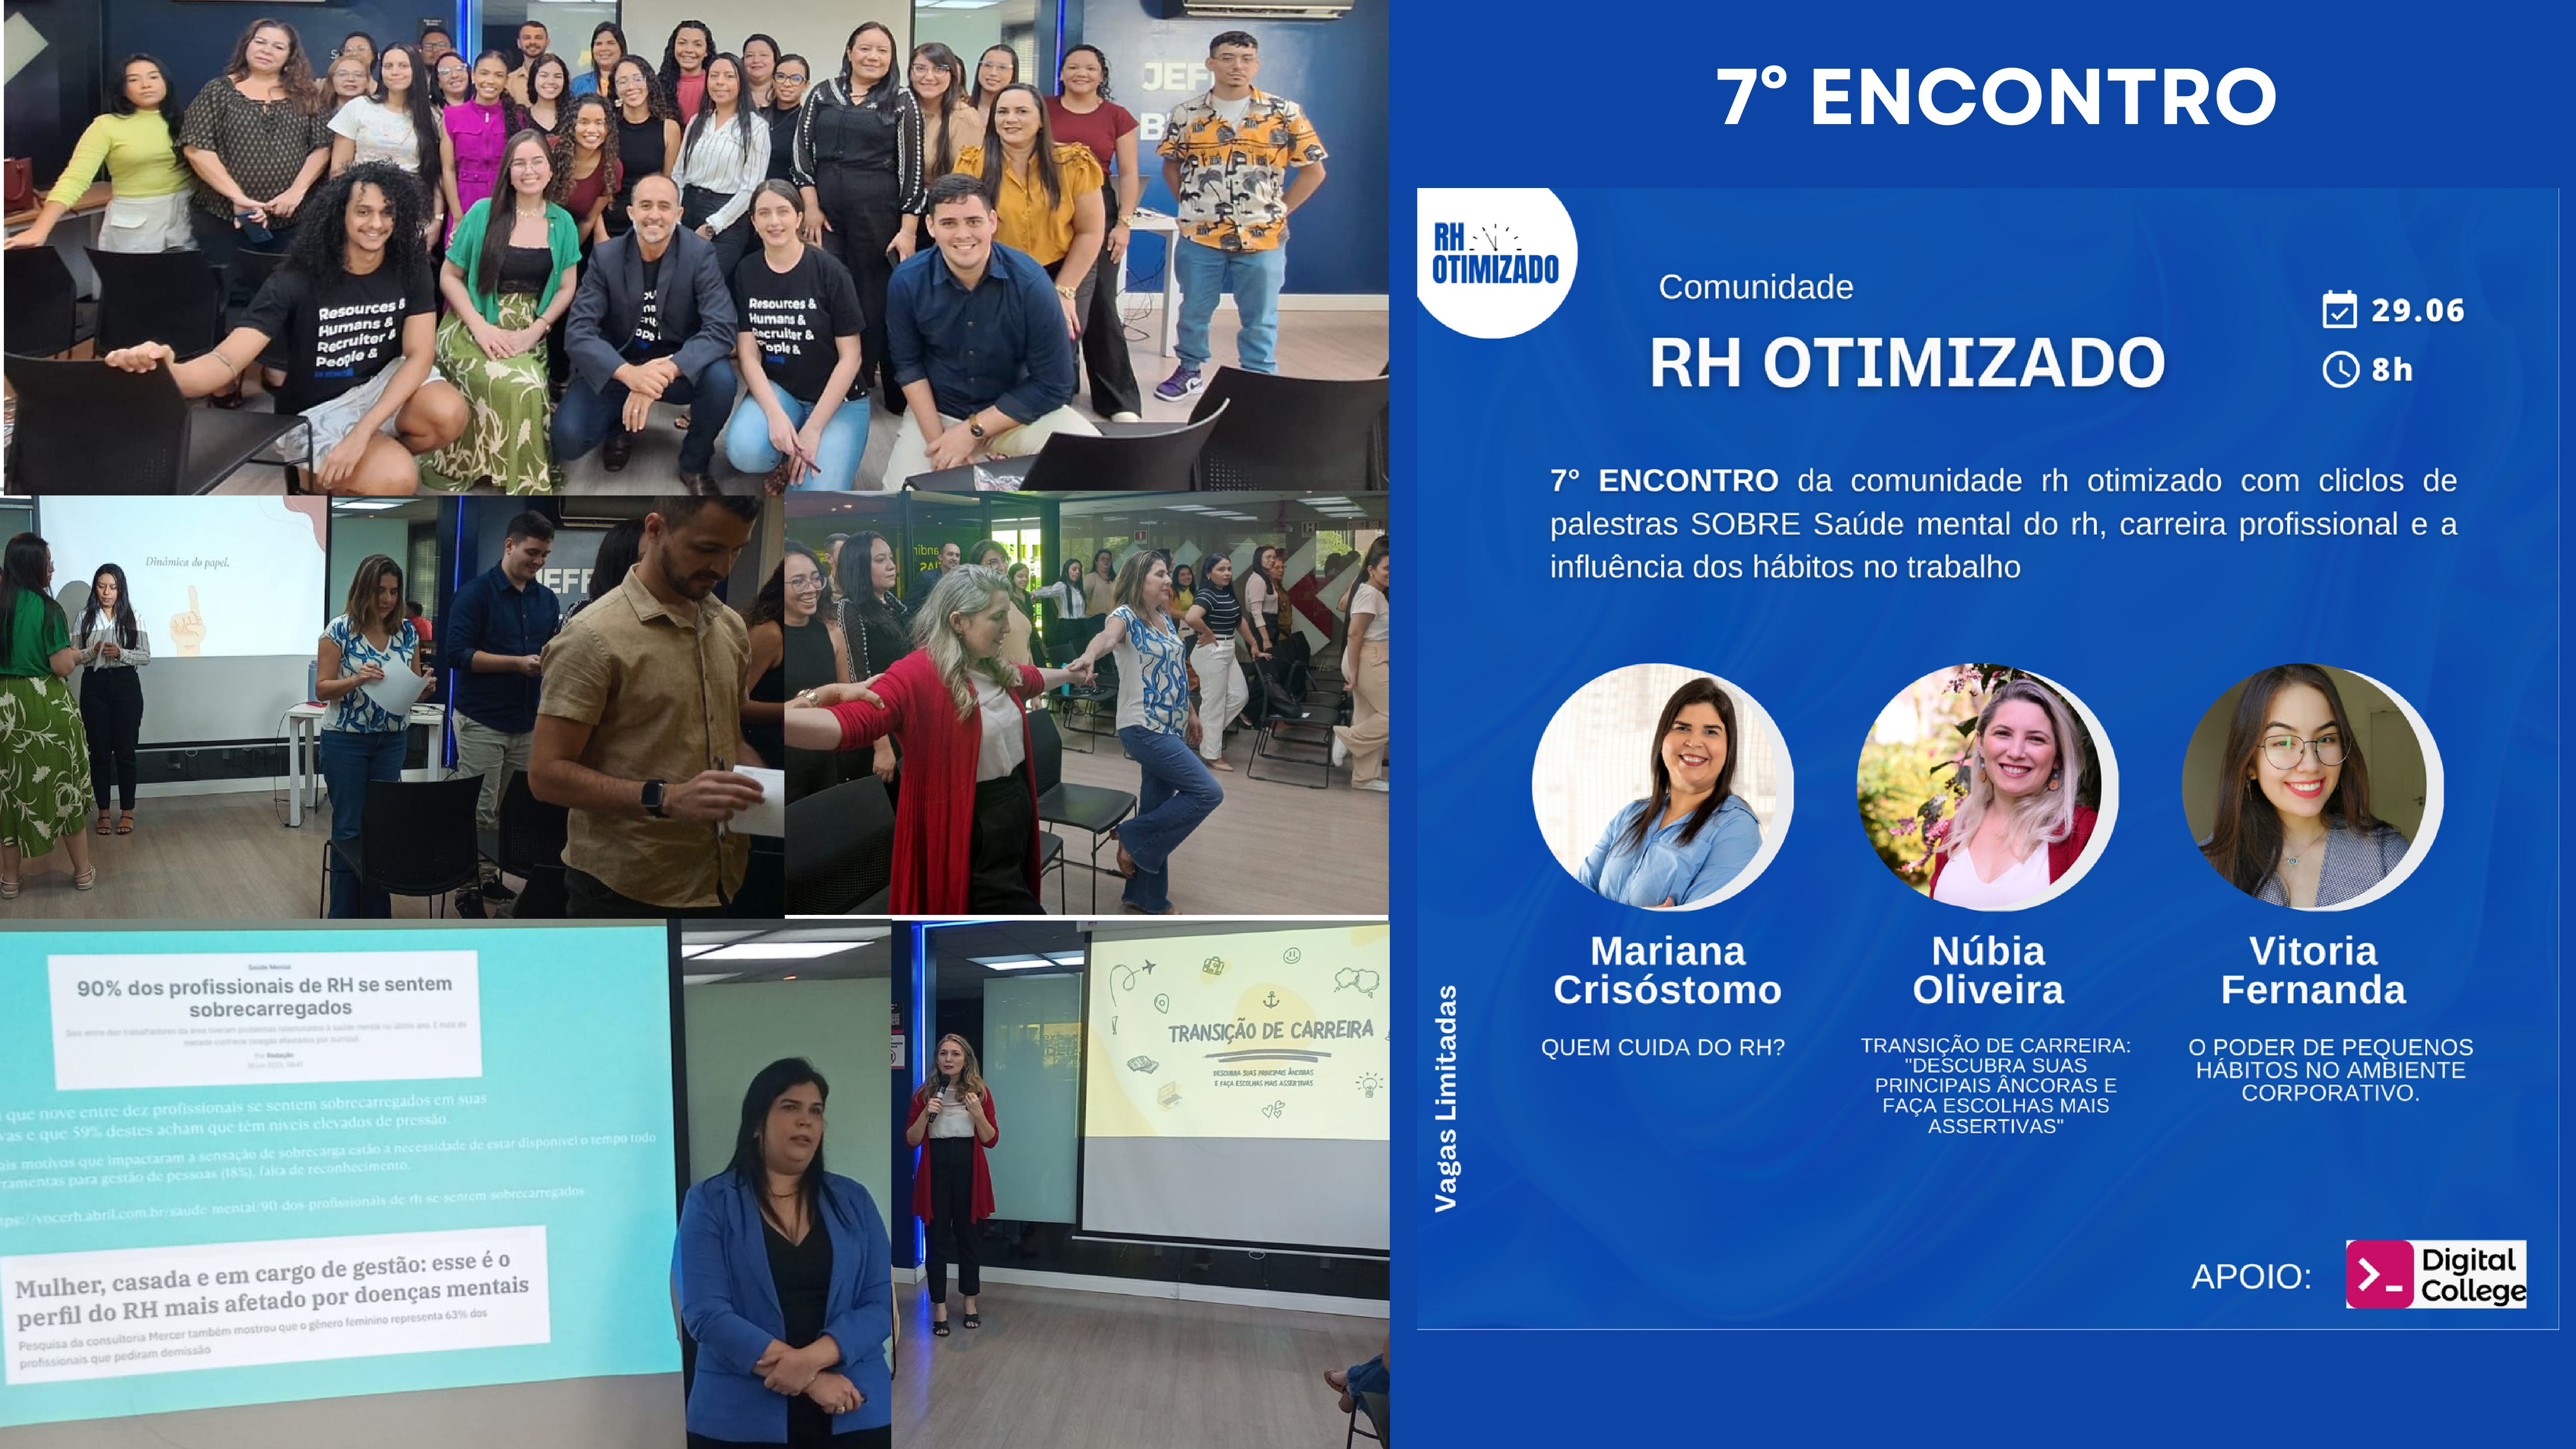 JEF
B
Resources &
Humans &
Recruiter &
People &
Resources &
Humans &
Recruiter &
People &
Dinâmica do papel.
JEFF
90% dos profissionais de RH se sentem
sobrecarregados
Por Redação
que nove entre dez profissionais se sentem sobrecarregados em suas
vas e que 59% destes acham que têm níveis elevados de pressão.
ais motivos que impactaram a sensação de sobrecarga estão a necessidade de estar disponível o tempo todo
ramentas para gestão de pessoas (18%), falta de reconhecimento.
ps://vocerh.abril.com.br/saude-mental/90-dos-profissionais-de-rh-se-sentem-sobrecarregados
Mulher, casada e em cargo de gestão: esse é o
perfil do RH mais afetado por doenças mentais
Pesquisa da consultoria Mercer também mostrou que o gênero feminino representa 63% dos
profissionais que pediram demissão
TRANSIÇÃO DE CARREIRA
DESCUBRA SUAS PRINCIPAIS ÂNCORAS
E FAÇA ESCOLHAS MAIS ASSERTIVAS
7º ENCONTRO
RH
OTIMIZADO
Comunidade
RH OTIMIZADO
29.06
8h
7° ENCONTRO da comunidade rh otimizado com cliclos de
palestras SOBRE Saúde mental do rh, carreira profissional e a
influência dos hábitos no trabalho
Mariana
Crisóstomo
QUEM CUIDA DO RH?
Núbia
Oliveira
TRANSIÇÃO DE CARREIRA:
"DESCUBRA SUAS
PRINCIPAIS ÂNCORAS E
FAÇA ESCOLHAS MAIS
ASSERTIVAS"
Vitoria
Fernanda
O PODER DE PEQUENOS
HÁBITOS NO AMBIENTE
CORPORATIVO.
Vagas Limitadas
APOIO:
Digital
College